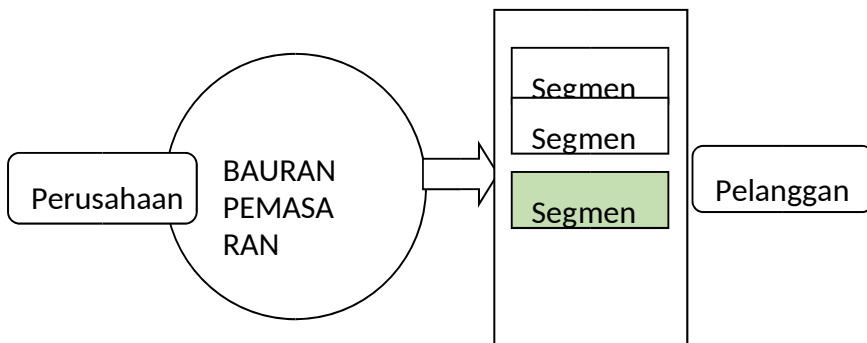 Perusahaan
BAURAN
PEMASA
RAN
Segmen
Segmen
Segmen
Pelanggan